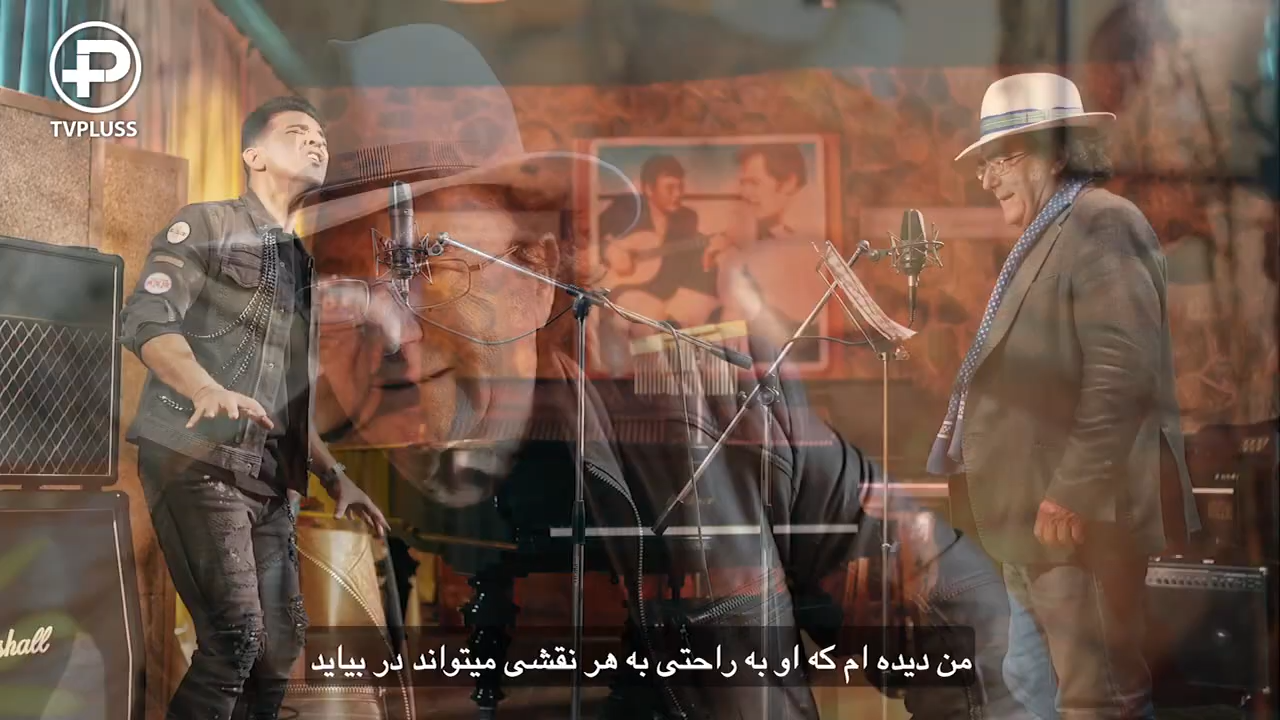 TVPLUSS
shall
من دیده ام که او به راحتی به هر نقشی میتواند در بیاید